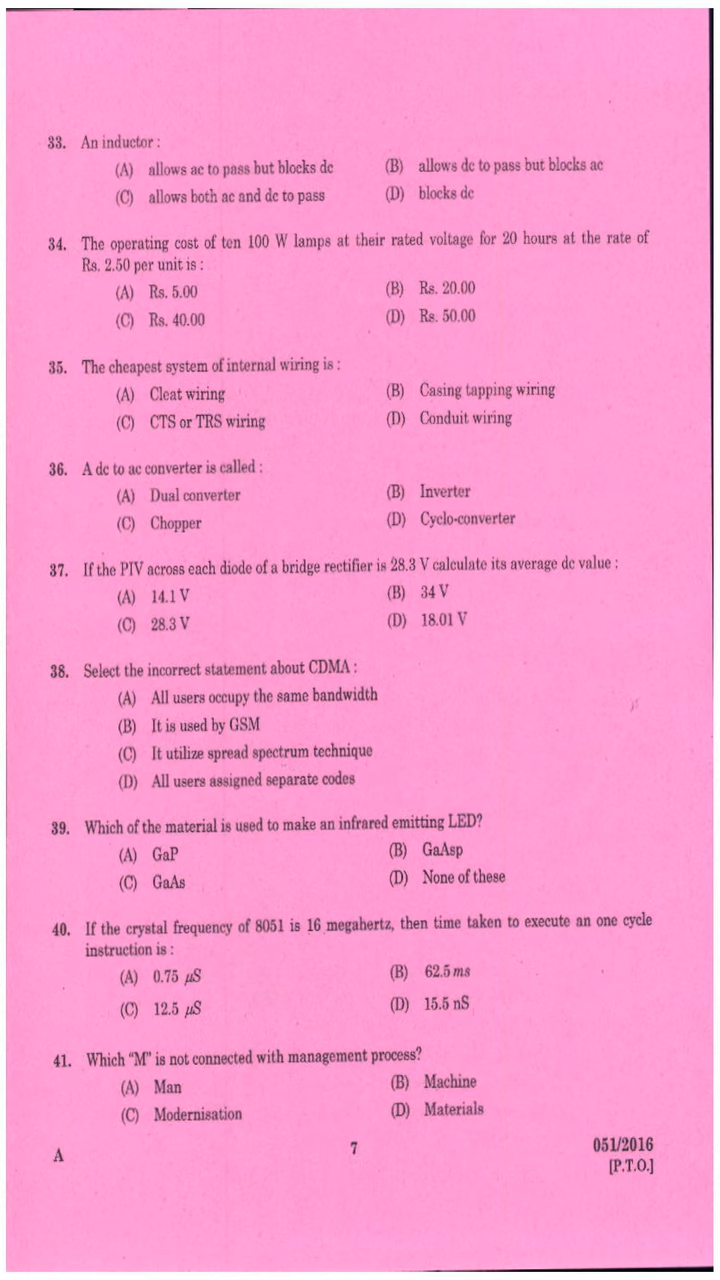 33. An inductor :
(A) allows ac to pass but blocks dc (B) allows dc to pass but blocks ac
(C) allows both ac and dc to pass (D) blocks dc
34. The operating cost of ten 100 W lamps at their rated voltage for 20 hours at the rate of
Rs. 2.50 per unit is :
(A) Rs. 5.00 (B) Rs. 20.00
(C) Rs. 40.00 (D) Rs. 50.00
35. The cheapest system of internal wiring is :
(A) Cleat wiring (B) Casing tapping wiring
(C) CTS or TRS wiring (D) Conduit wiring
36. A dc to ac converter is called :
(A) Dual converter (B) Inverter
(C) Chopper (D) Cyclo-converter
37. If the PIV across each diode of a bridge rectifier is 28.3 V calculate its average dc value :
(A) 14.1 V (B) 34 V
(C) 28.3 V (D) 18.01 V
38. Select the incorrect statement about CDMA :
(A) All users occupy the same bandwidth
(B) It is used by GSM
(C) It utilize spread spectrum technique
(D) All users assigned separate codes
39. Which of the material is used to make an infrared emitting LED?
(A) GaP (B) GaAsp
(C) GaAs (D) None of these
40. If the crystal frequency of 8051 is 16 megahertz, then time taken to execute an one cycle
instruction is :
(A) 0.75 μS (B) 62.5 ms
(C) 12.5 μS (D) 15.5 nS
41. Which "M" is not connected with management process?
(A) Man (B) Machine
(C) Modernisation (D) Materials
A 7 051/2016
[P.T.O.]